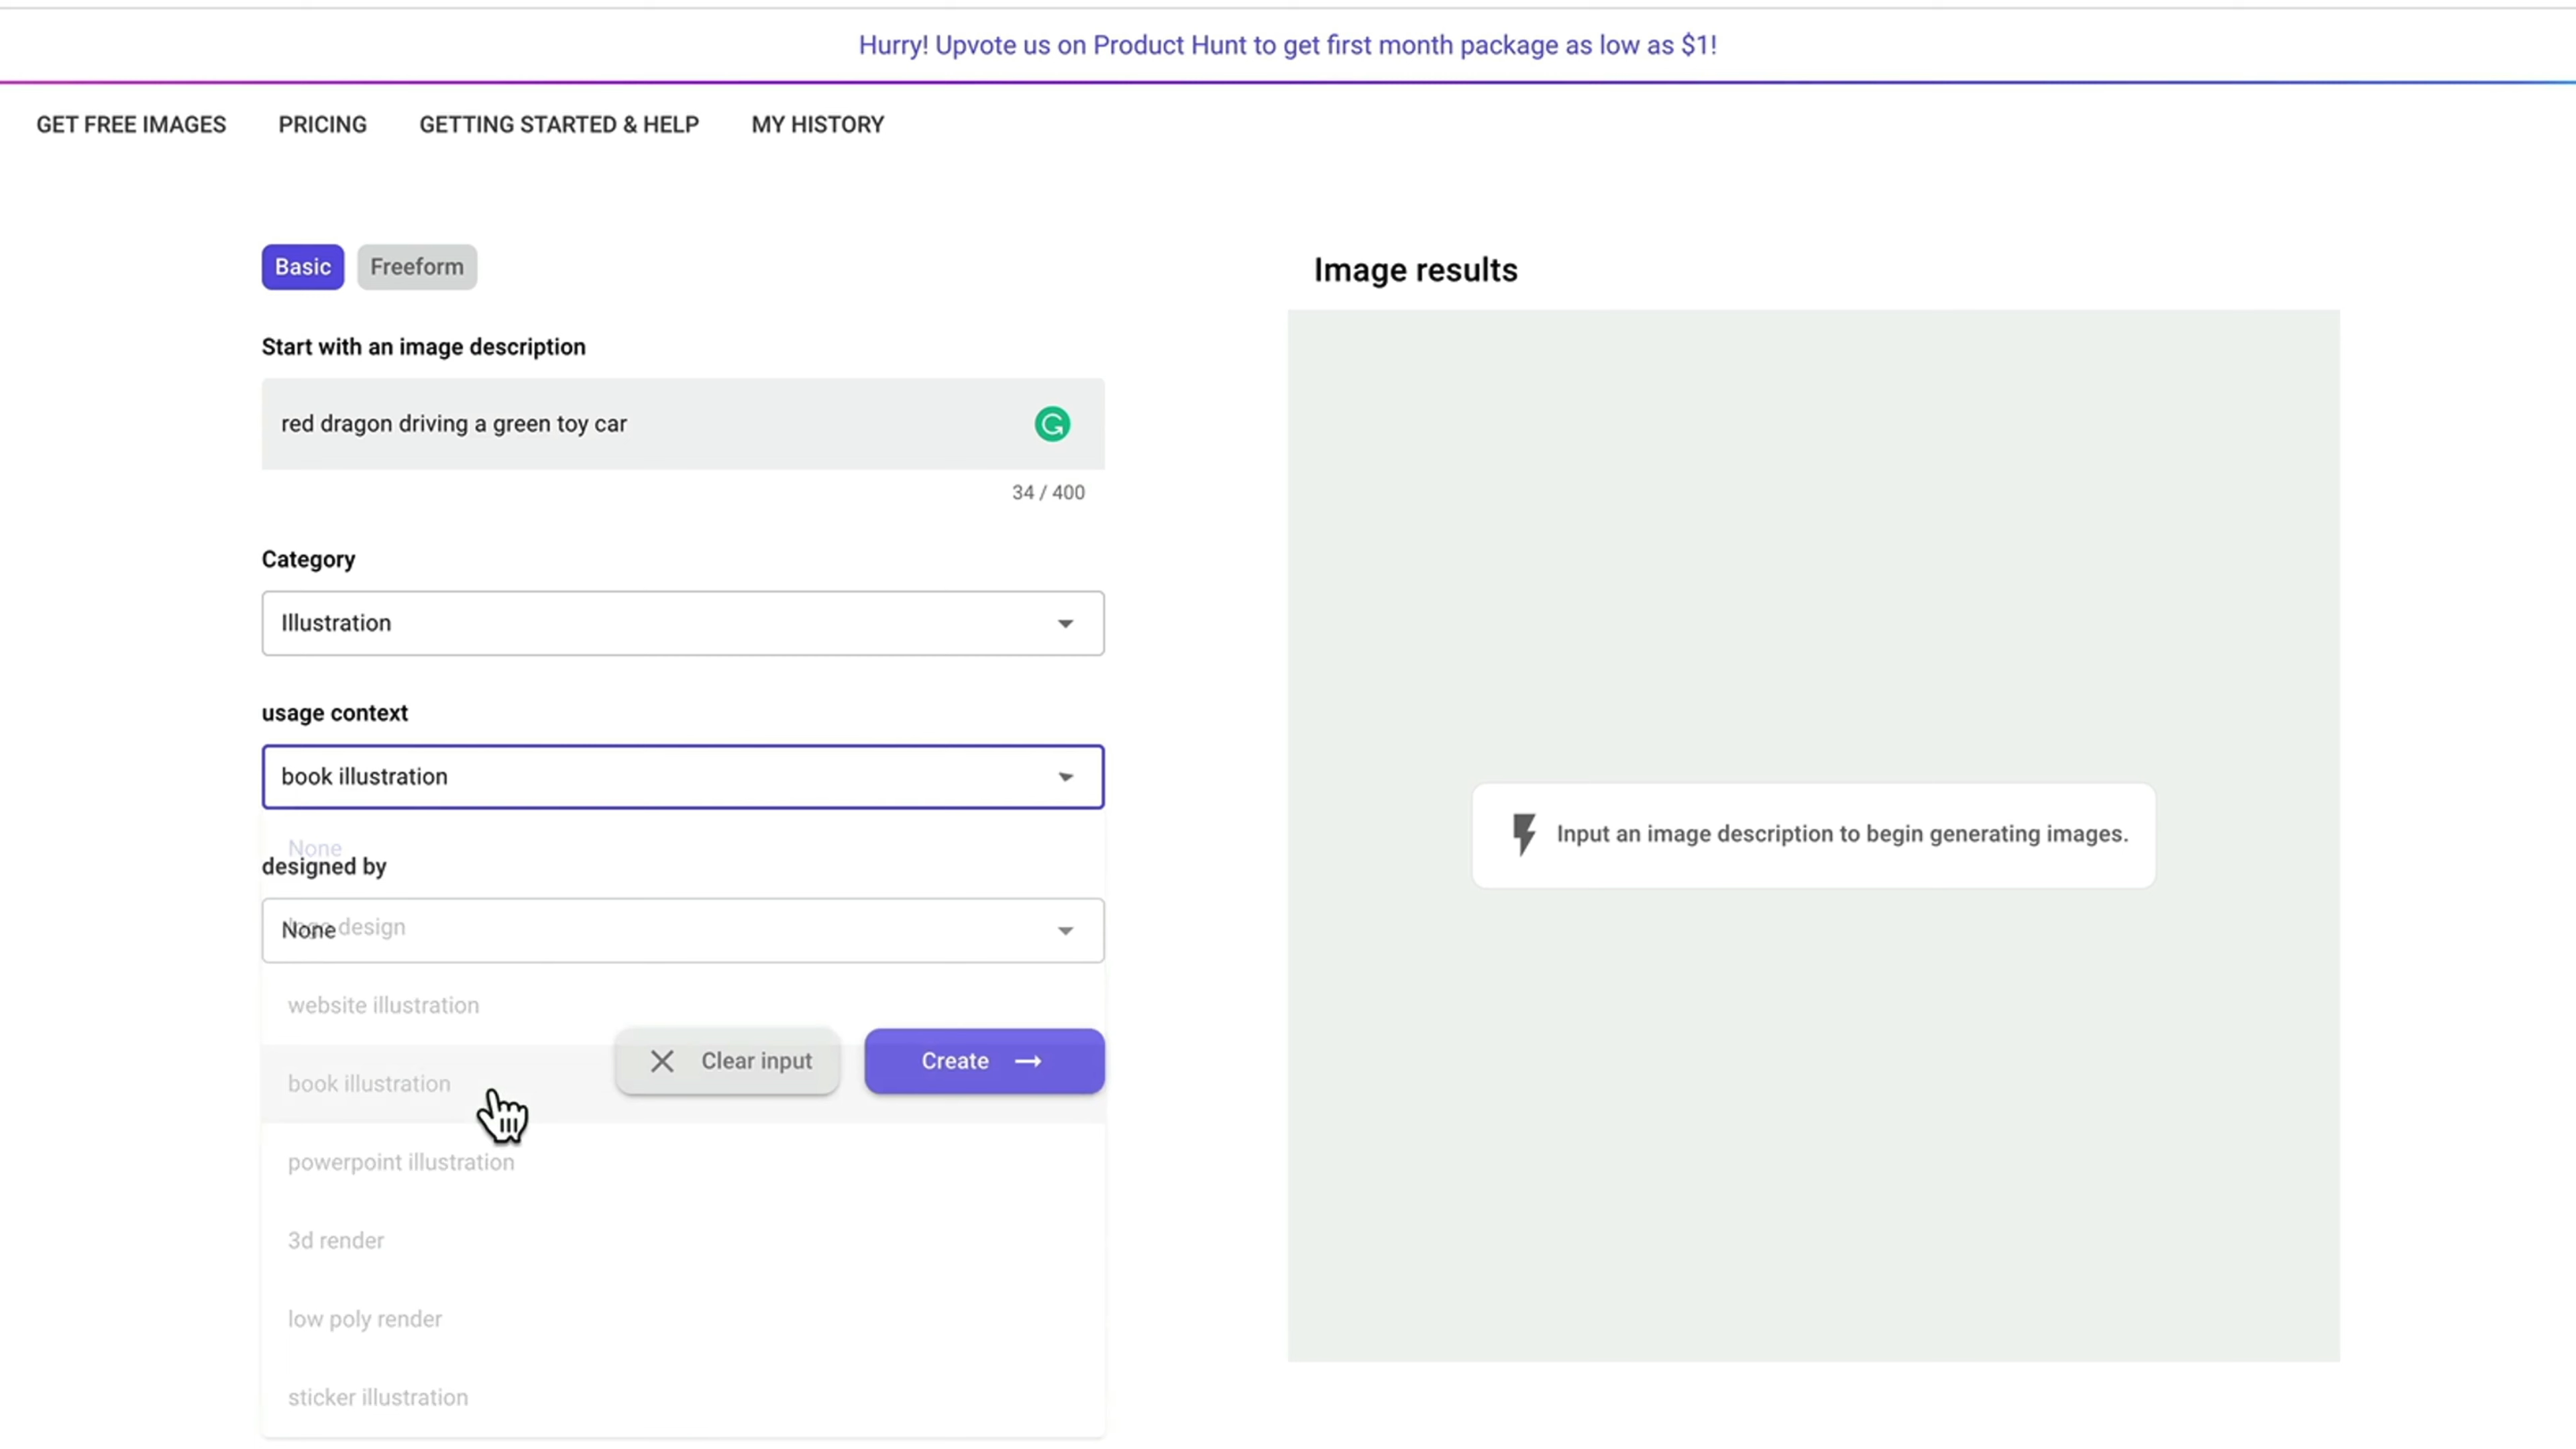 Hurry! Upvote us on Product Hunt to get first month package as low as $1!
GET FREE IMAGES PRICING GETTING STARTED & HELP MY HISTORY
Basic Freeform
Image results
Start with an image description
red dragon driving a green toy car
34 / 400
Category
Illustration
usage context
book illustration
Input an image description to begin generating images.
None
designed by
None
logo design
website illustration
Clear input Create →
book illustration
powerpoint illustration
3d render
low poly render
sticker illustration